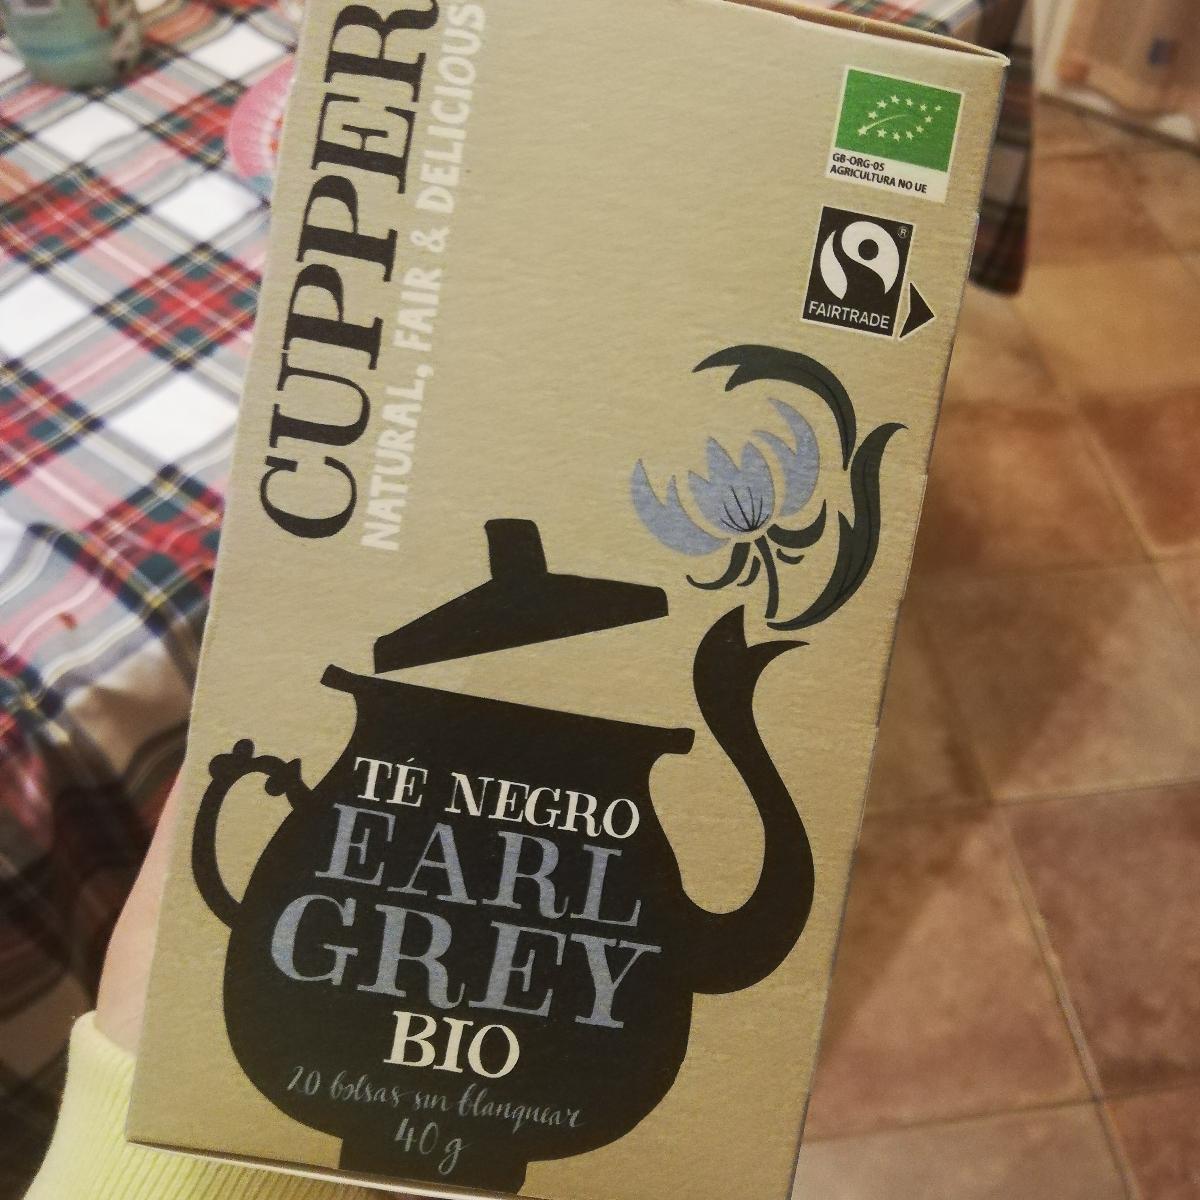 CUPPER
NATURAL, FAIR & DELICIOUS
GB-ORG-05
AGRICULTURA NO UE
®
FAIRTRADE
TÉ NEGRO
EARL
GREY
BIO
20 bolsas sin blanquear
40 g